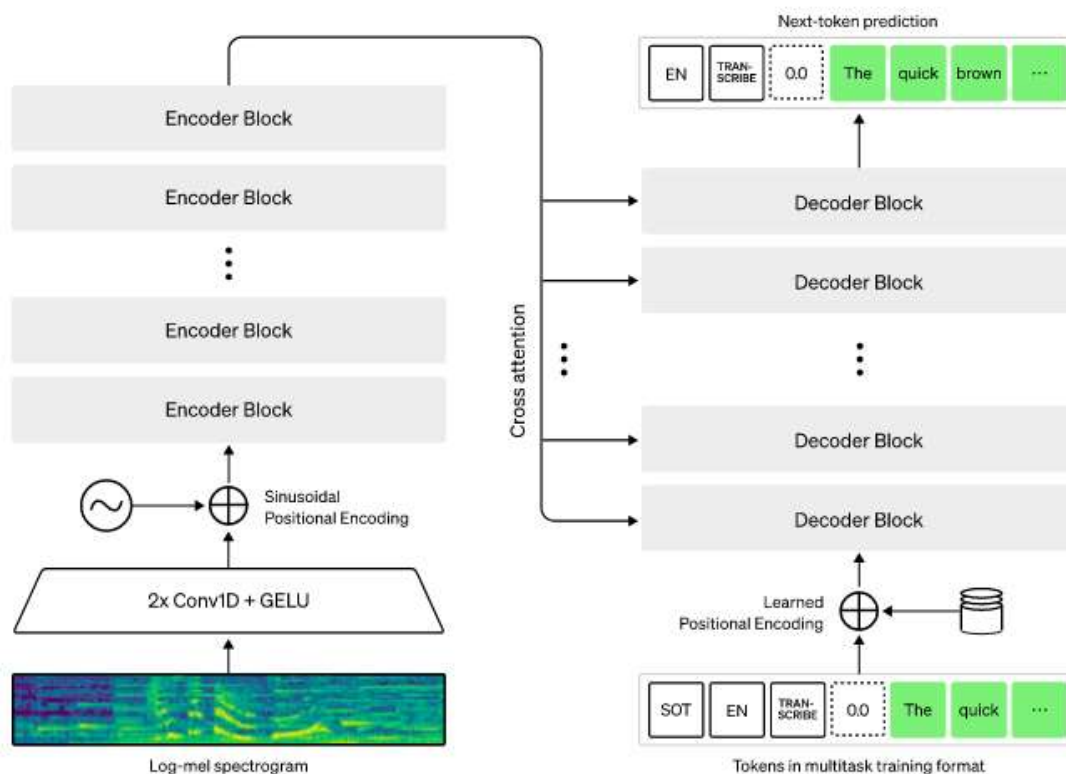 Next-token prediction
EN
TRAN-
SCRIBE
0.0
The
quick
brown
...
Encoder Block
Encoder Block
Encoder Block
Encoder Block
Sinusoidal
Positional Encoding
2x Conv1D + GELU
Log-mel spectrogram
Cross attention
Decoder Block
Decoder Block
Decoder Block
Decoder Block
Learned
Positional Encoding
SOT
EN
TRAN-
SCRIBE
0.0
The
quick
...
Tokens in multitask training format